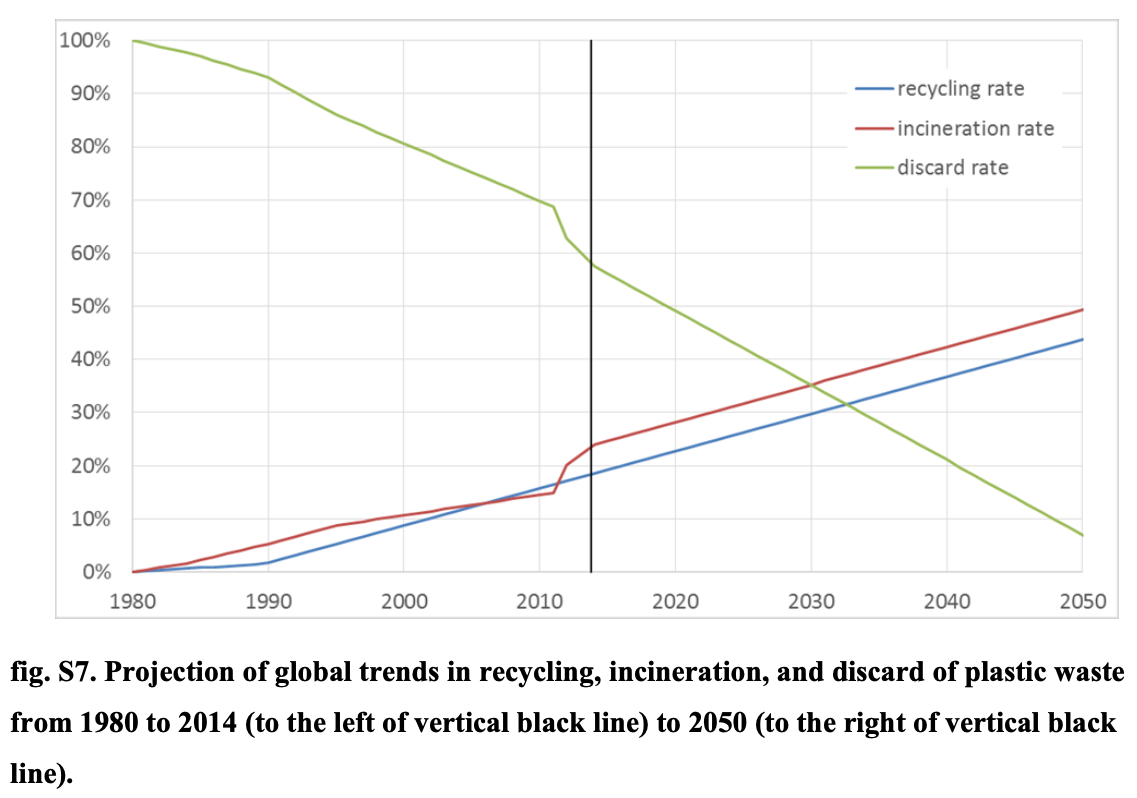 100%
90%
80%
70%
60%
50%
40%
30%
20%
10%
0%
recycling rate
incineration rate
discard rate
1980 1990 2000 2010 2020 2030 2040 2050
fig. S7. Projection of global trends in recycling, incineration, and discard of plastic waste
from 1980 to 2014 (to the left of vertical black line) to 2050 (to the right of vertical black
line).